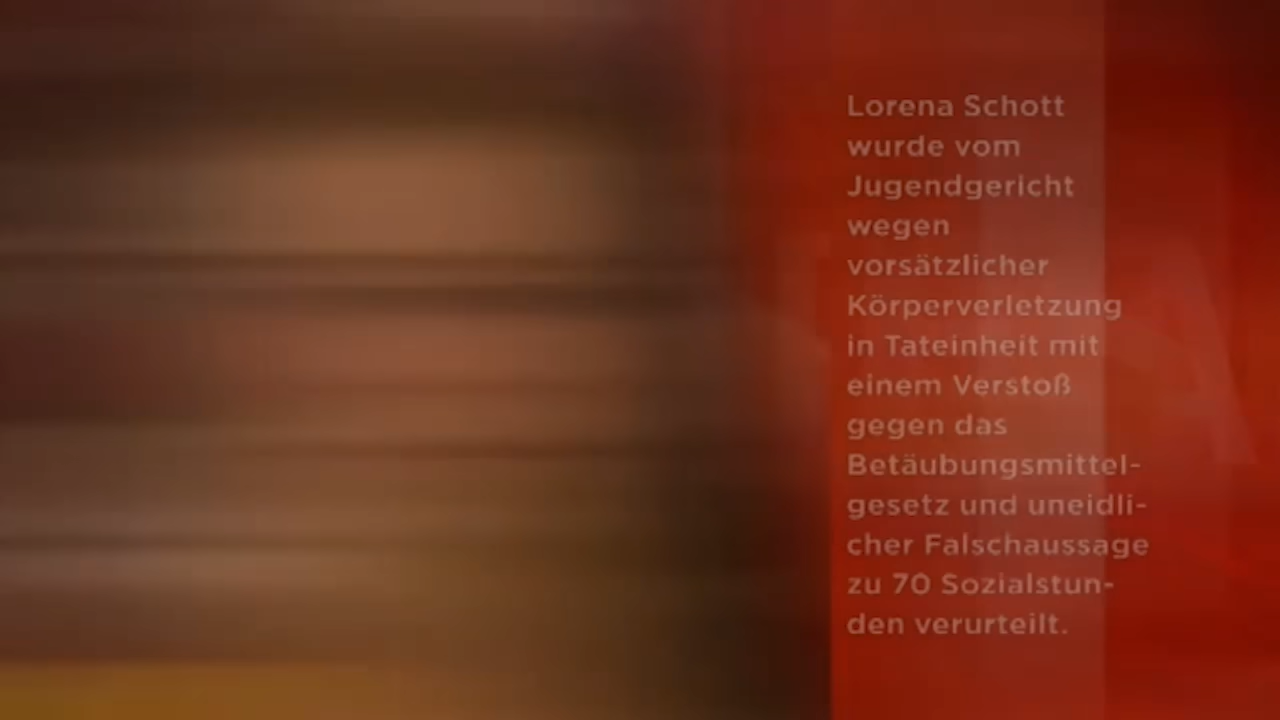 Lorena Schott
wurde vom
Jugendgericht
wegen
vorsätzlicher
Körperverletzung
in Tateinheit mit
einem Verstoß
gegen das
Betäubungsmittel-
gesetz und uneidli-
cher Falschaussage
zu 70 Sozialstun-
den verurteilt.